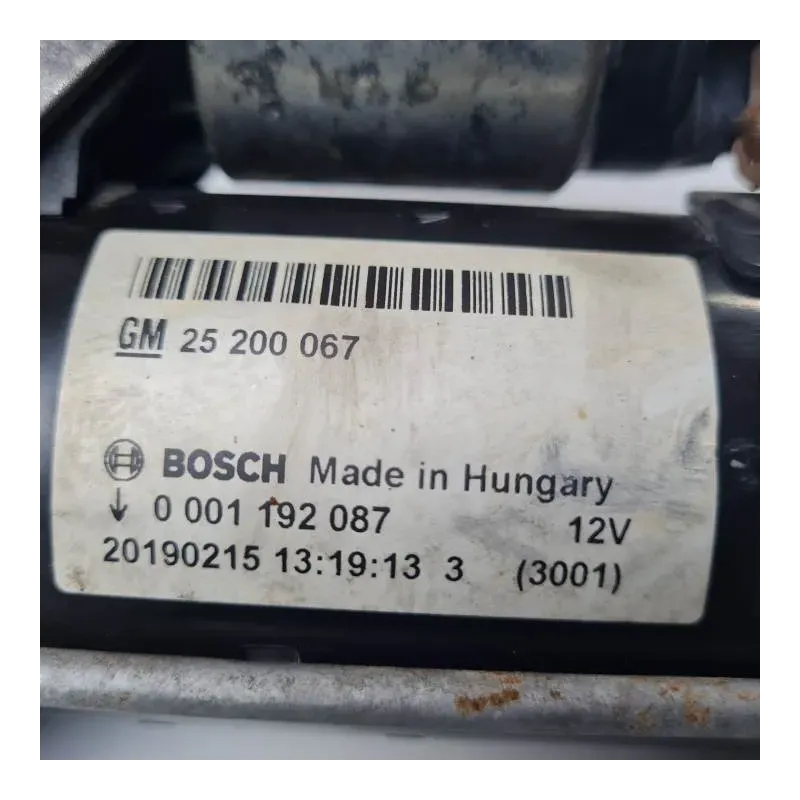 GM 25 200 067
BOSCH Made in Hungary
↓ 0 001 192 087 12V
20190215 13:19:13 3 (3001)